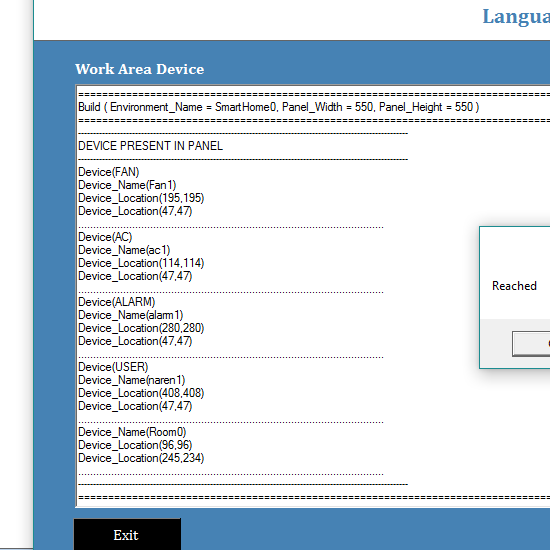 Langua
Work Area Device
================================================
Build ( Environment_Name = SmartHome0, Panel_Width = 550, Panel_Height = 550 )
================================================
DEVICE PRESENT IN PANEL
Device(FAN)
Device_Name(Fan1)
Device_Location(195,195)
Device_Location(47,47)
Device(AC)
Device_Name(ac1)
Device_Location(114,114)
Device_Location(47,47)
Device(ALARM)
Device_Name(alarm1)
Device_Location(280,280)
Device_Location(47,47)
Device(USER)
Device_Name(naren1)
Device_Location(408,408)
Device_Location(47,47)
Device_Name(Room0)
Device_Location(96,96)
Device_Location(245,234)
================================================
Reached
Exit